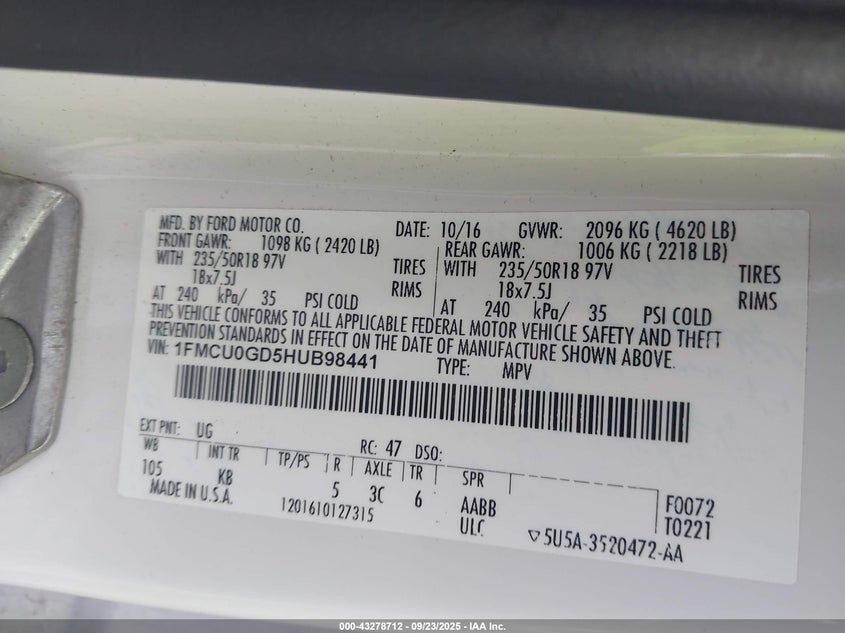 MFD. BY FORD MOTOR CO. DATE: 10/16 GVWR: 2096 KG ( 4620 LB)
FRONT GAWR: 1098 KG ( 2420 LB) REAR GAWR: 1006 KG ( 2218 LB)
WITH 235/50R18 97V TIRES WITH 235/50R18 97V TIRES
18x7.5J RIMS 18x7.5J RIMS
AT 240 kPa/ 35 PSI COLD AT 240 kPa/ 35 PSI COLD
THIS VEHICLE CONFORMS TO ALL APPLICABLE FEDERAL MOTOR VEHICLE SAFETY AND THEFT
PREVENTION STANDARDS IN EFFECT ON THE DATE OF MANUFACTURE SHOWN ABOVE.
VIN: 1FMCU0GD5HUB98441 TYPE: MPV
EXT PNT: UG RC: 47 DSO:
WB INT TR TP/PS R AXLE TR SPR
105 KB 5 3C 6 AABB F0072
MADE IN U.S.A. 1201610127315 ULC T0221
▽5U5A-3520472-AA
000-43278712 - 09/23/2025 - IAA Inc.